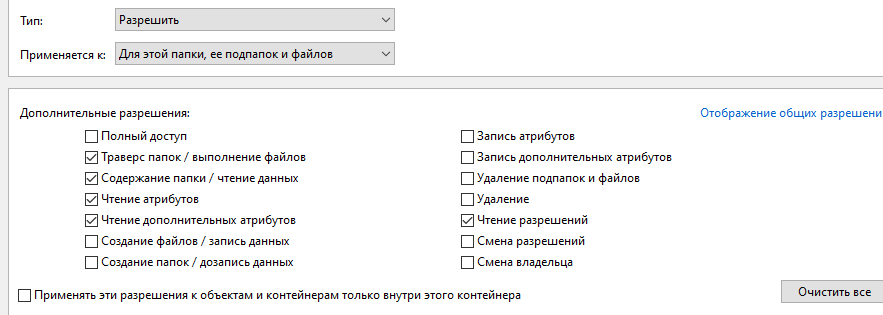 Тип:
Разрешить
Применяется к:
Для этой папки, ее подпапок и файлов
Дополнительные разрешения:
Отображение общих разрешени
Полный доступ
Траверс папок / выполнение файлов
Содержание папки / чтение данных
Чтение атрибутов
Чтение дополнительных атрибутов
Создание файлов / запись данных
Создание папок / дозапись данных
Запись атрибутов
Запись дополнительных атрибутов
Удаление подпапок и файлов
Удаление
Чтение разрешений
Смена разрешений
Смена владельца
Применять эти разрешения к объектам и контейнерам только внутри этого контейнера
Очистить все